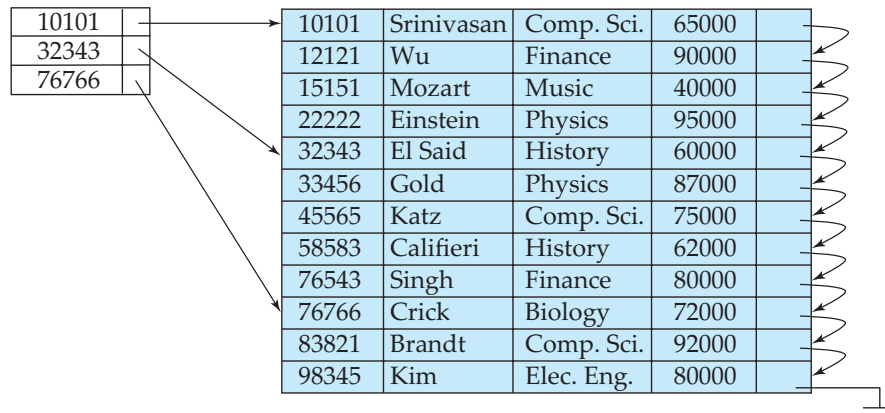 10101
32343
76766
10101 Srinivasan Comp. Sci. 65000
12121 Wu Finance 90000
15151 Mozart Music 40000
22222 Einstein Physics 95000
32343 El Said History 60000
33456 Gold Physics 87000
45565 Katz Comp. Sci. 75000
58583 Califieri History 62000
76543 Singh Finance 80000
76766 Crick Biology 72000
83821 Brandt Comp. Sci. 92000
98345 Kim Elec. Eng. 80000